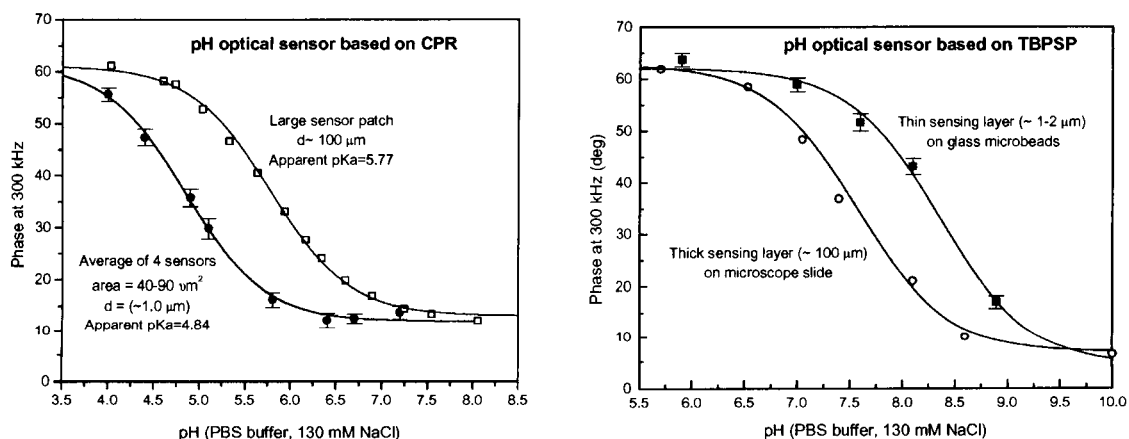 pH optical sensor based on CPR
Large sensor patch
d~ 100 μm
Apparent pKa=5.77
Average of 4 sensors
area = 40-90 υm²
d = (~1.0 μm)
Apparent pKa=4.84
Phase at 300 kHz
70
60
50
40
30
20
10
0
3.5 4.0 4.5 5.0 5.5 6.0 6.5 7.0 7.5 8.0 8.5
pH (PBS buffer, 130 mM NaCl)
pH optical sensor based on TBPSP
Thin sensing layer (~ 1-2 μm)
on glass microbeads
Thick sensing layer (~ 100 μm)
on microscope slide
Phase at 300 kHz (deg)
70
60
50
40
30
20
10
0
5.5 6.0 6.5 7.0 7.5 8.0 8.5 9.0 9.5 10.0
pH (PBS buffer, 130 mM NaCl)